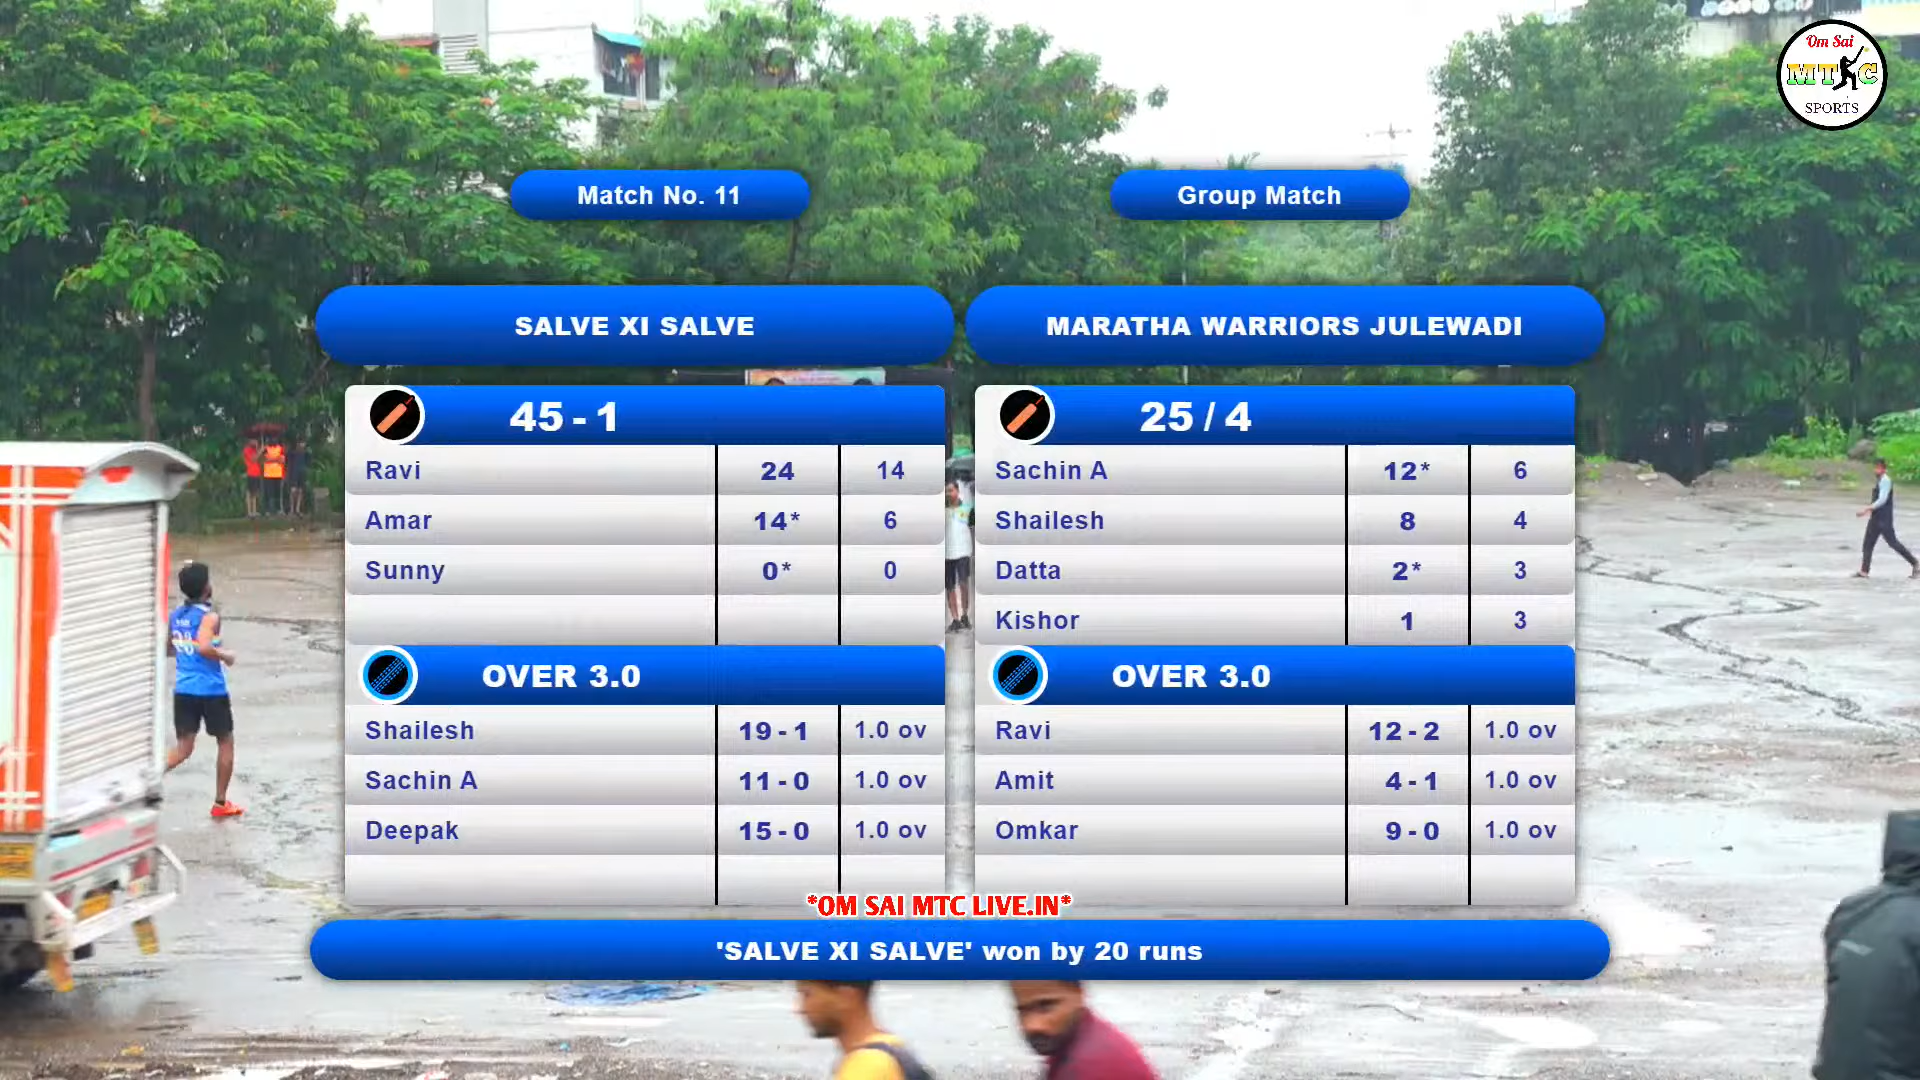 Om Sai
MTC
SPORTS
Match No. 11
Group Match
SALVE XI SALVE
MARATHA WARRIORS JULEWADI
45 - 1
25 / 4
Ravi 24 14
Sachin A 12* 6
Amar 14* 6
Shailesh 8 4
Sunny 0* 0
Datta 2* 3
Kishor 1 3
OVER 3.0
OVER 3.0
Shailesh 19 - 1 1.0 ov
Ravi 12 - 2 1.0 ov
Sachin A 11 - 0 1.0 ov
Amit 4 - 1 1.0 ov
Deepak 15 - 0 1.0 ov
Omkar 9 - 0 1.0 ov
*OM SAI MTC LIVE.IN*
'SALVE XI SALVE' won by 20 runs